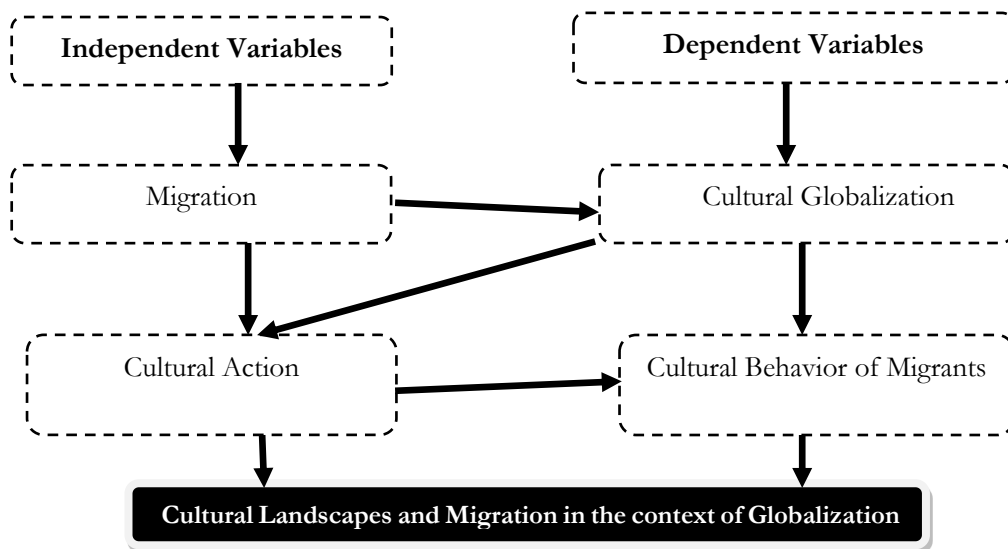 Independent Variables
Dependent Variables
Migration
Cultural Globalization
Cultural Action
Cultural Behavior of Migrants
Cultural Landscapes and Migration in the context of Globalization